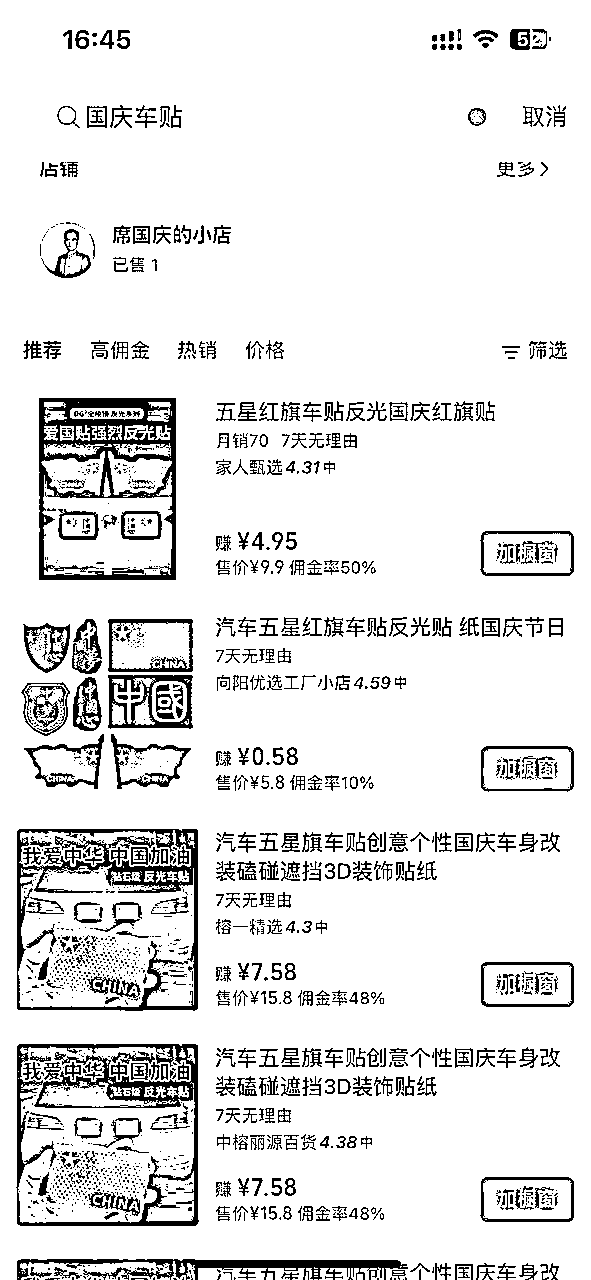 16:45
国庆车贴
取消
店铺
更多
席国庆的小店
已售 1
推荐 高佣金 热销 价格
筛选
爱国贴强烈反光贴
五星红旗车贴反光国庆红旗贴
月销70 7天无理由
家人甄选 4.31 中
赚 ¥4.95
售价¥9.9 佣金率50%
加橱窗
CHINA
中國
CHINA
CHINA
汽车五星红旗车贴反光贴 纸国庆节日
7天无理由
向阳优选工厂小店 4.59 中
赚 ¥0.58
售价¥5.8 佣金率10%
加橱窗
我爱中华 中国加油
钻石级 反光车贴
CHINA
汽车五星旗车贴创意个性国庆车身改
装磕碰遮挡3D装饰贴纸
7天无理由
榕一精选 4.3 中
赚 ¥7.58
售价¥15.8 佣金率48%
加橱窗
我爱中华 中国加油
钻石级 反光车贴
CHINA
汽车五星旗车贴创意个性国庆车身改
装磕碰遮挡3D装饰贴纸
7天无理由
中榕丽源百货 4.38 中
赚 ¥7.58
售价¥15.8 佣金率48%
加橱窗
汽车五星旗车贴创意个性国庆车身改